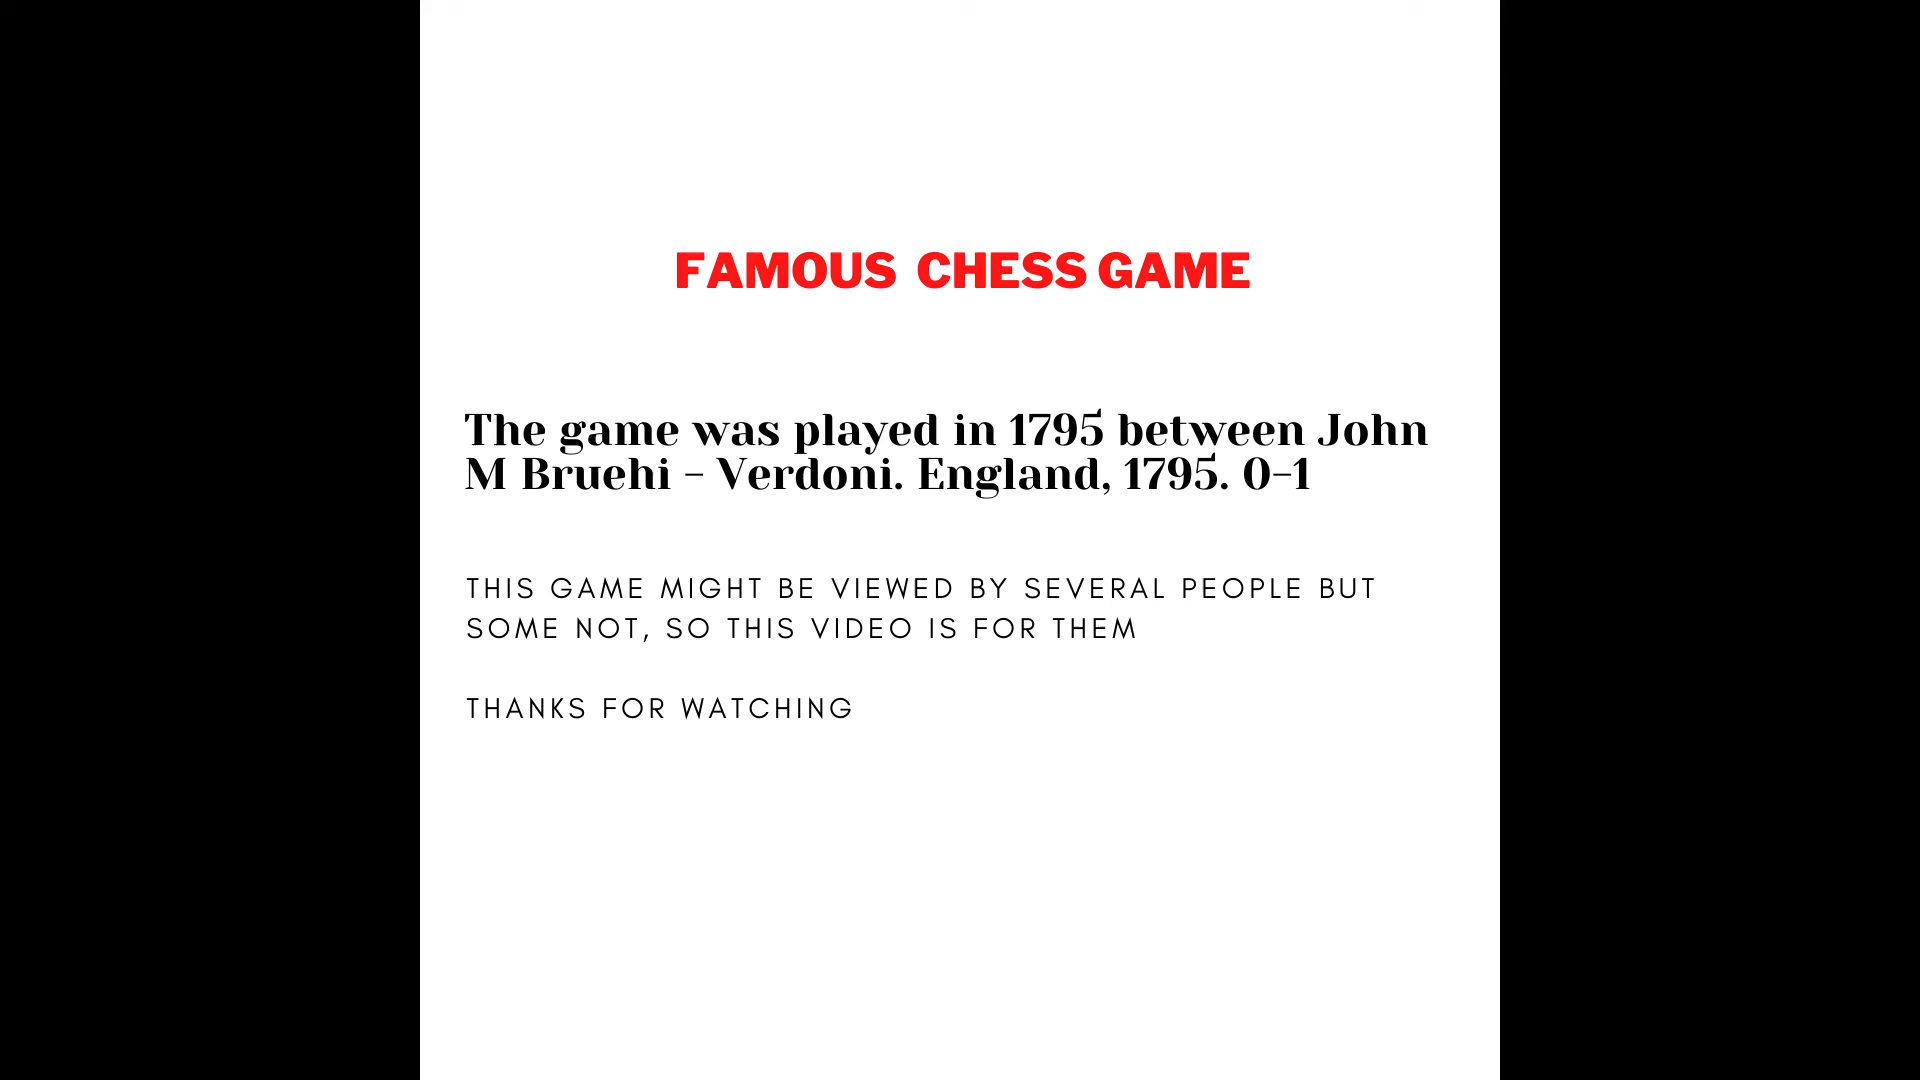 FAMOUS CHESS GAME
The game was played in 1795 between John
M Bruehi - Verdoni. England, 1795. 0-1
THIS GAME MIGHT BE VIEWED BY SEVERAL PEOPLE BUT
SOME NOT, SO THIS VIDEO IS FOR THEM
THANKS FOR WATCHING